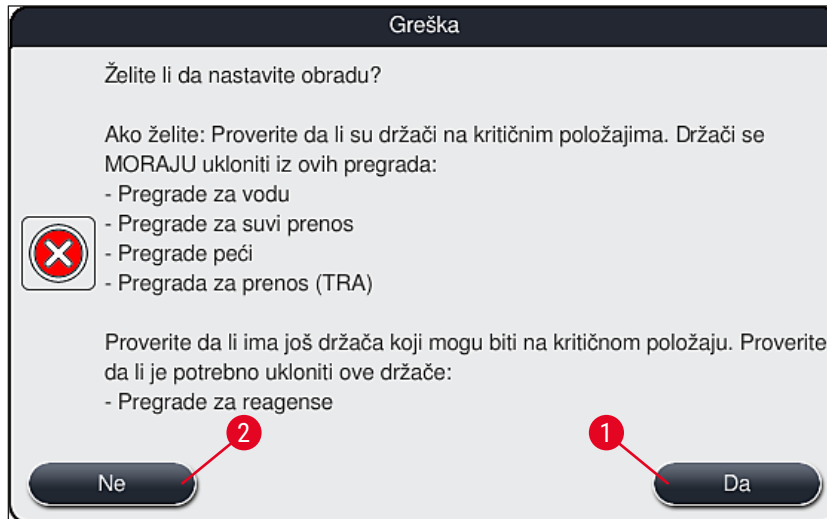 Greška
Želite li da nastavite obradu?
Ako želite: Proverite da li su držači na kritičnim položajima. Držači se
MORAJU ukloniti iz ovih pregrada:
- Pregrade za vodu
- Pregrade za suvi prenos
- Pregrade peći
- Pregrada za prenos (TRA)
Proverite da li ima još držača koji mogu biti na kritičnom položaju. Proverite
da li je potrebno ukloniti ove držače:
- Pregrade za reagense
2
1
Ne
Da